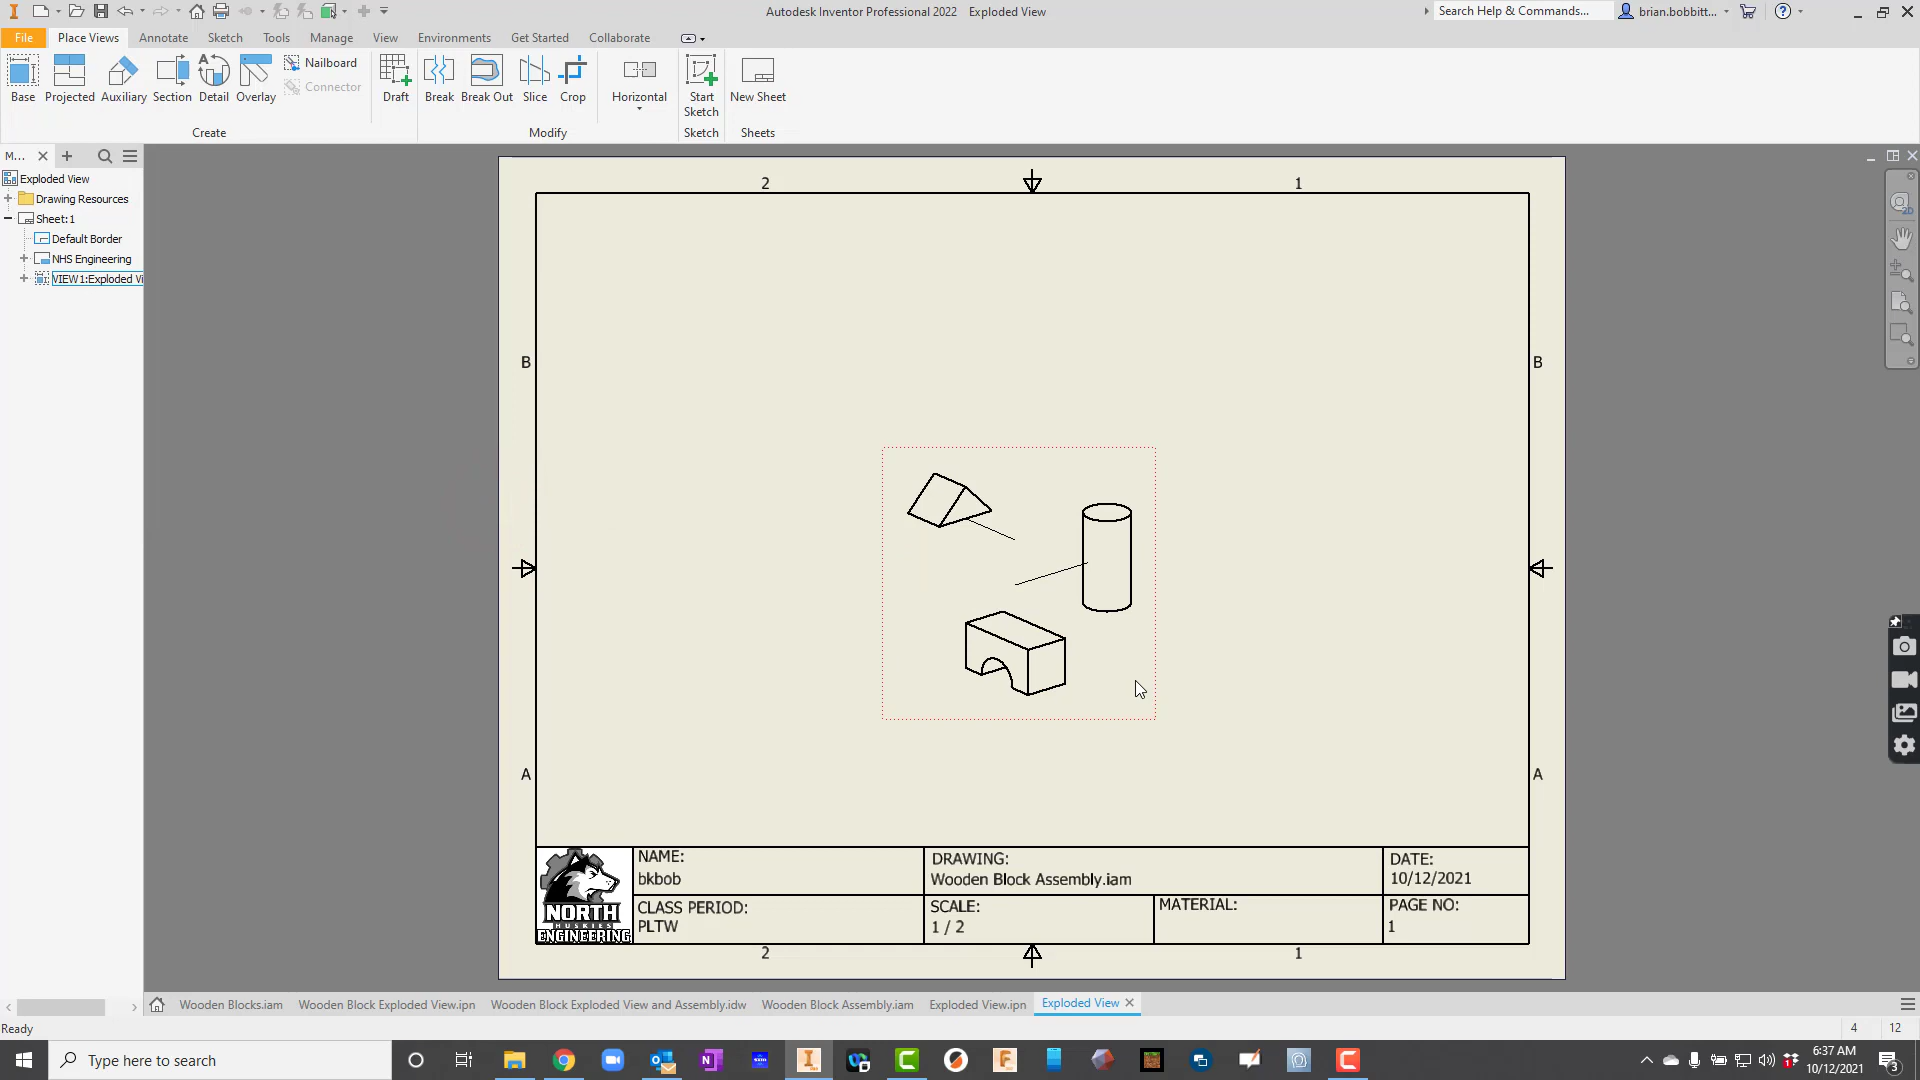 Autodesk Inventor Professional 2022 Exploded View
Search Help & Commands...
brian.bobbitt...
File
Place Views
Annotate
Sketch
Tools
Manage
View
Environments
Get Started
Collaborate
Base
Projected
Auxiliary
Section
Detail
Overlay
Nailboard
Connector
Draft
Break
Break Out
Slice
Crop
Horizontal
Start
Sketch
New Sheet
Create
Modify
Sketch
Sheets
M...
Exploded View
Drawing Resources
Sheet:1
Default Border
NHS Engineering
VIEW1:Exploded Vi
2
1
B
B
A
A
NORTH
HUSKIES
ENGINEERING
NAME:
bkbob
DRAWING:
Wooden Block Assembly.iam
DATE:
10/12/2021
CLASS PERIOD:
PLTW
SCALE:
1 / 2
MATERIAL:
PAGE NO:
1
2
1
Wooden Blocks.iam
Wooden Block Exploded View.ipn
Wooden Block Exploded View and Assembly.idw
Wooden Block Assembly.iam
Exploded View.ipn
Exploded View
Ready
4
12
Type here to search
6:37 AM
10/12/2021
3